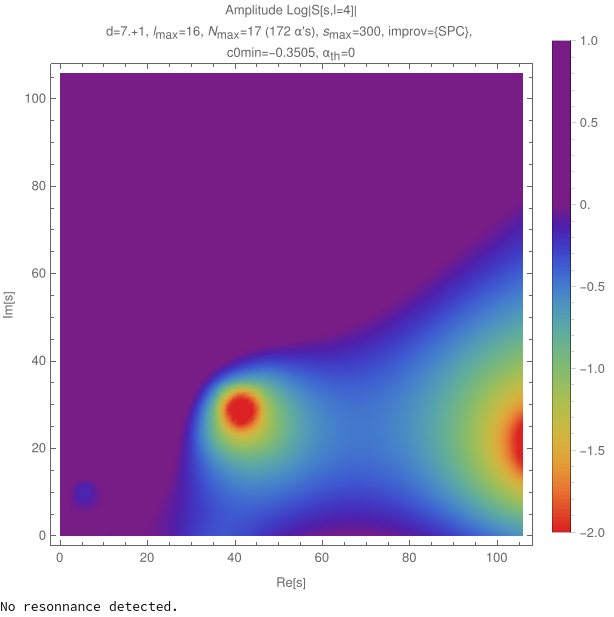 Amplitude Log|S[s,l=4]|
d=7.+1, lmax=16, Nmax=17 (172 α's), smax=300, improv={SPC},
c0min=−0.3505, αth=0
100
80
60
40
20
0
Im[s]
0 20 40 60 80 100
Re[s]
1.0
0.5
0.
−0.5
−1.0
−1.5
−2.0
No resonnance detected.